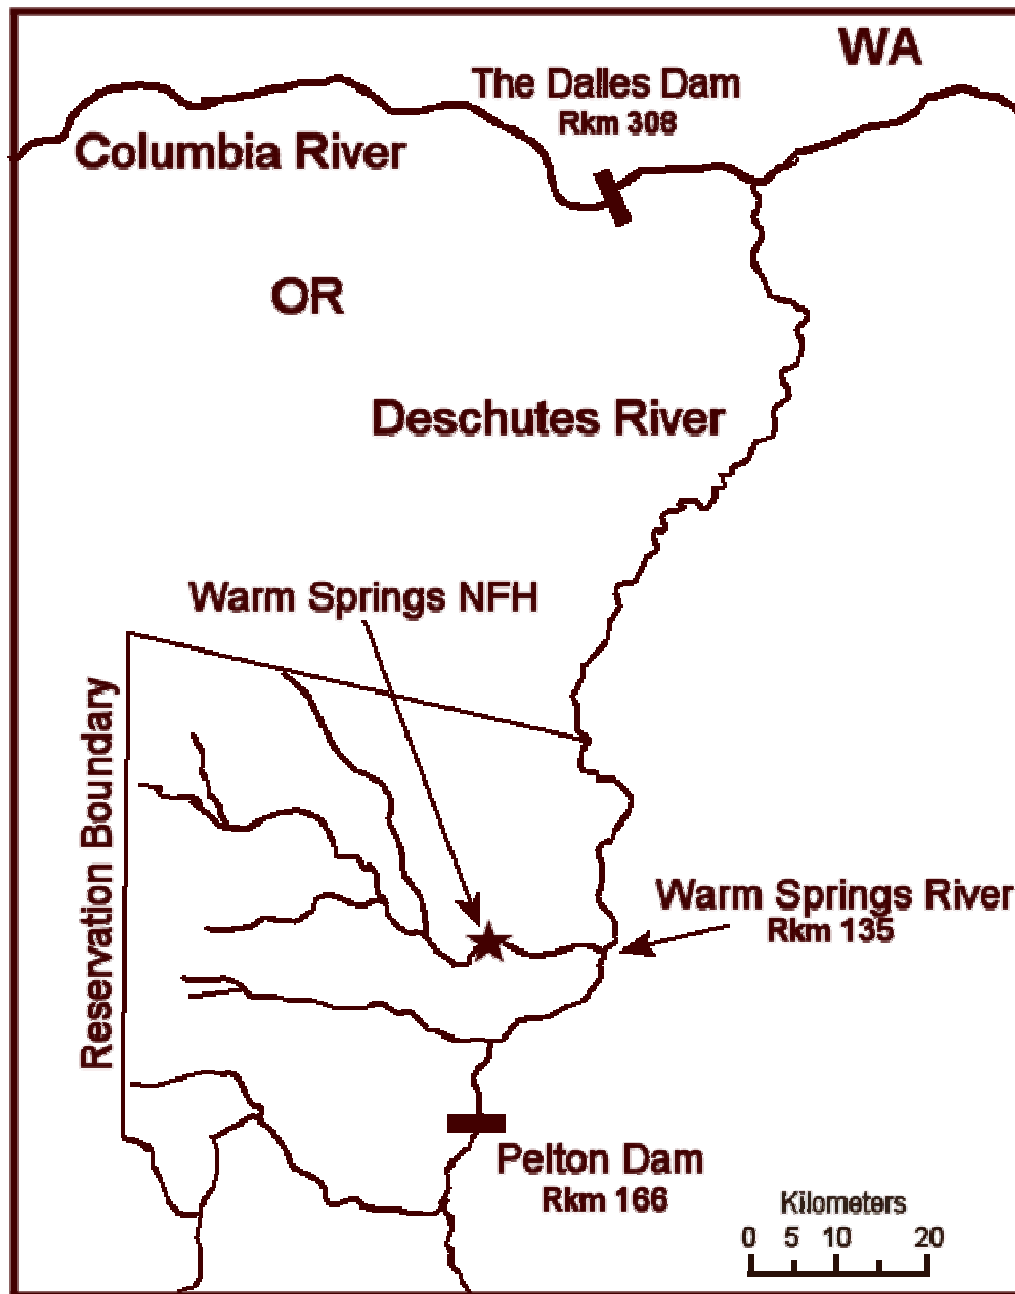 WA
The Dalles Dam
Rkm 308
Columbia River
OR
Deschutes River
Warm Springs NFH
Reservation Boundary
Warm Springs River
Rkm 135
Pelton Dam
Rkm 166
Kilometers
0 5 10 20